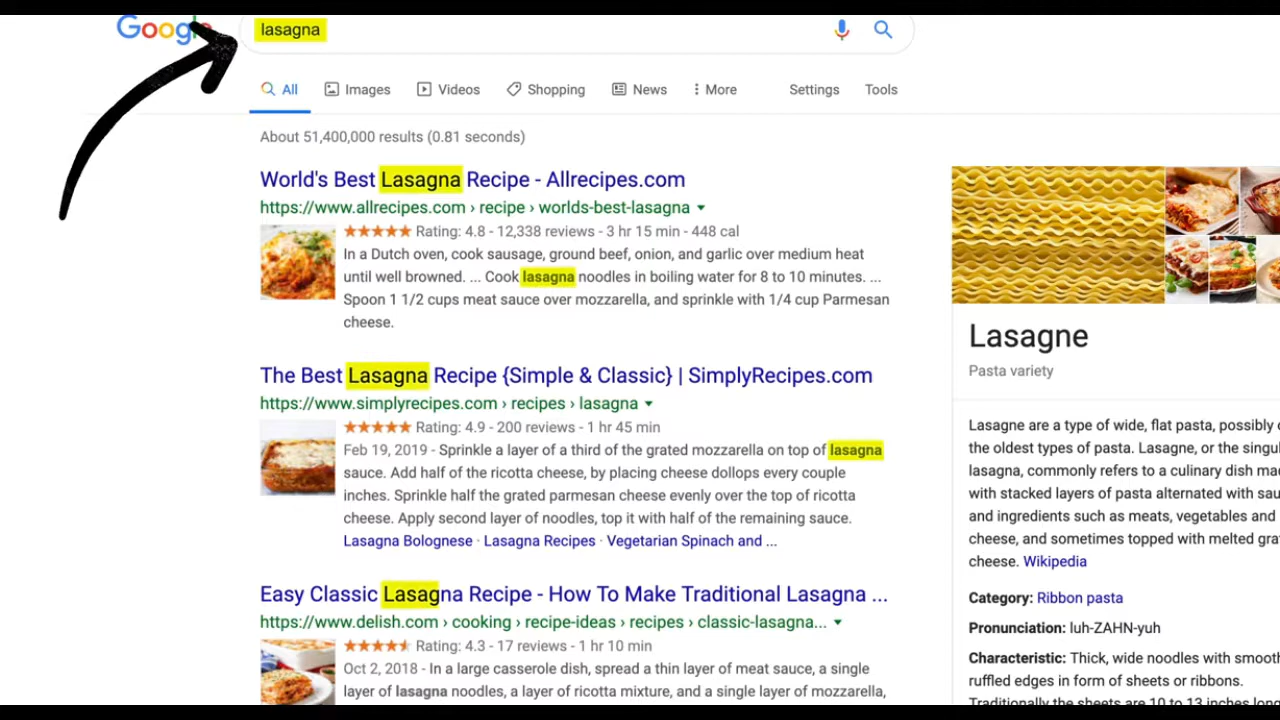 Google
lasagna
All Images Videos Shopping News More Settings Tools
About 51,400,000 results (0.81 seconds)
World's Best Lasagna Recipe - Allrecipes.com
https://www.allrecipes.com › recipe › worlds-best-lasagna
Rating: 4.8 - 12,338 reviews - 3 hr 15 min - 448 cal
In a Dutch oven, cook sausage, ground beef, onion, and garlic over medium heat
until well browned. ... Cook lasagna noodles in boiling water for 8 to 10 minutes. ...
Spoon 1 1/2 cups meat sauce over mozzarella, and sprinkle with 1/4 cup Parmesan
cheese.
The Best Lasagna Recipe {Simple & Classic} | SimplyRecipes.com
https://www.simplyrecipes.com › recipes › lasagna
Rating: 4.9 - 200 reviews - 1 hr 45 min
Feb 19, 2019 - Sprinkle a layer of a third of the grated mozzarella on top of lasagna
sauce. Add half of the ricotta cheese, by placing cheese dollops every couple
inches. Sprinkle half the grated parmesan cheese evenly over the top of ricotta
cheese. Apply second layer of noodles, top it with half of the remaining sauce.
Lasagna Bolognese · Lasagna Recipes · Vegetarian Spinach and ...
Easy Classic Lasagna Recipe - How To Make Traditional Lasagna ...
https://www.delish.com › cooking › recipe-ideas › recipes › classic-lasagna...
Rating: 4.3 - 17 reviews - 1 hr 10 min
Oct 2, 2018 - In a large casserole dish, spread a thin layer of meat sauce, a single
layer of lasagna noodles, a layer of ricotta mixture, and a single layer of mozzarella,
Lasagne
Pasta variety
Lasagne are a type of wide, flat pasta, possibly
the oldest types of pasta. Lasagne, or the
lasagna, commonly refers to a culinary dish
with stacked layers of pasta alternated with
and ingredients such as meats, vegetables and
cheese, and sometimes topped with melted
cheese. Wikipedia
Category: Ribbon pasta
Pronunciation: luh-ZAHN-yuh
Characteristic: Thick, wide noodles with
ruffled edges in form of sheets or ribbons.
Traditionally the sheets are 10 to 13 inches